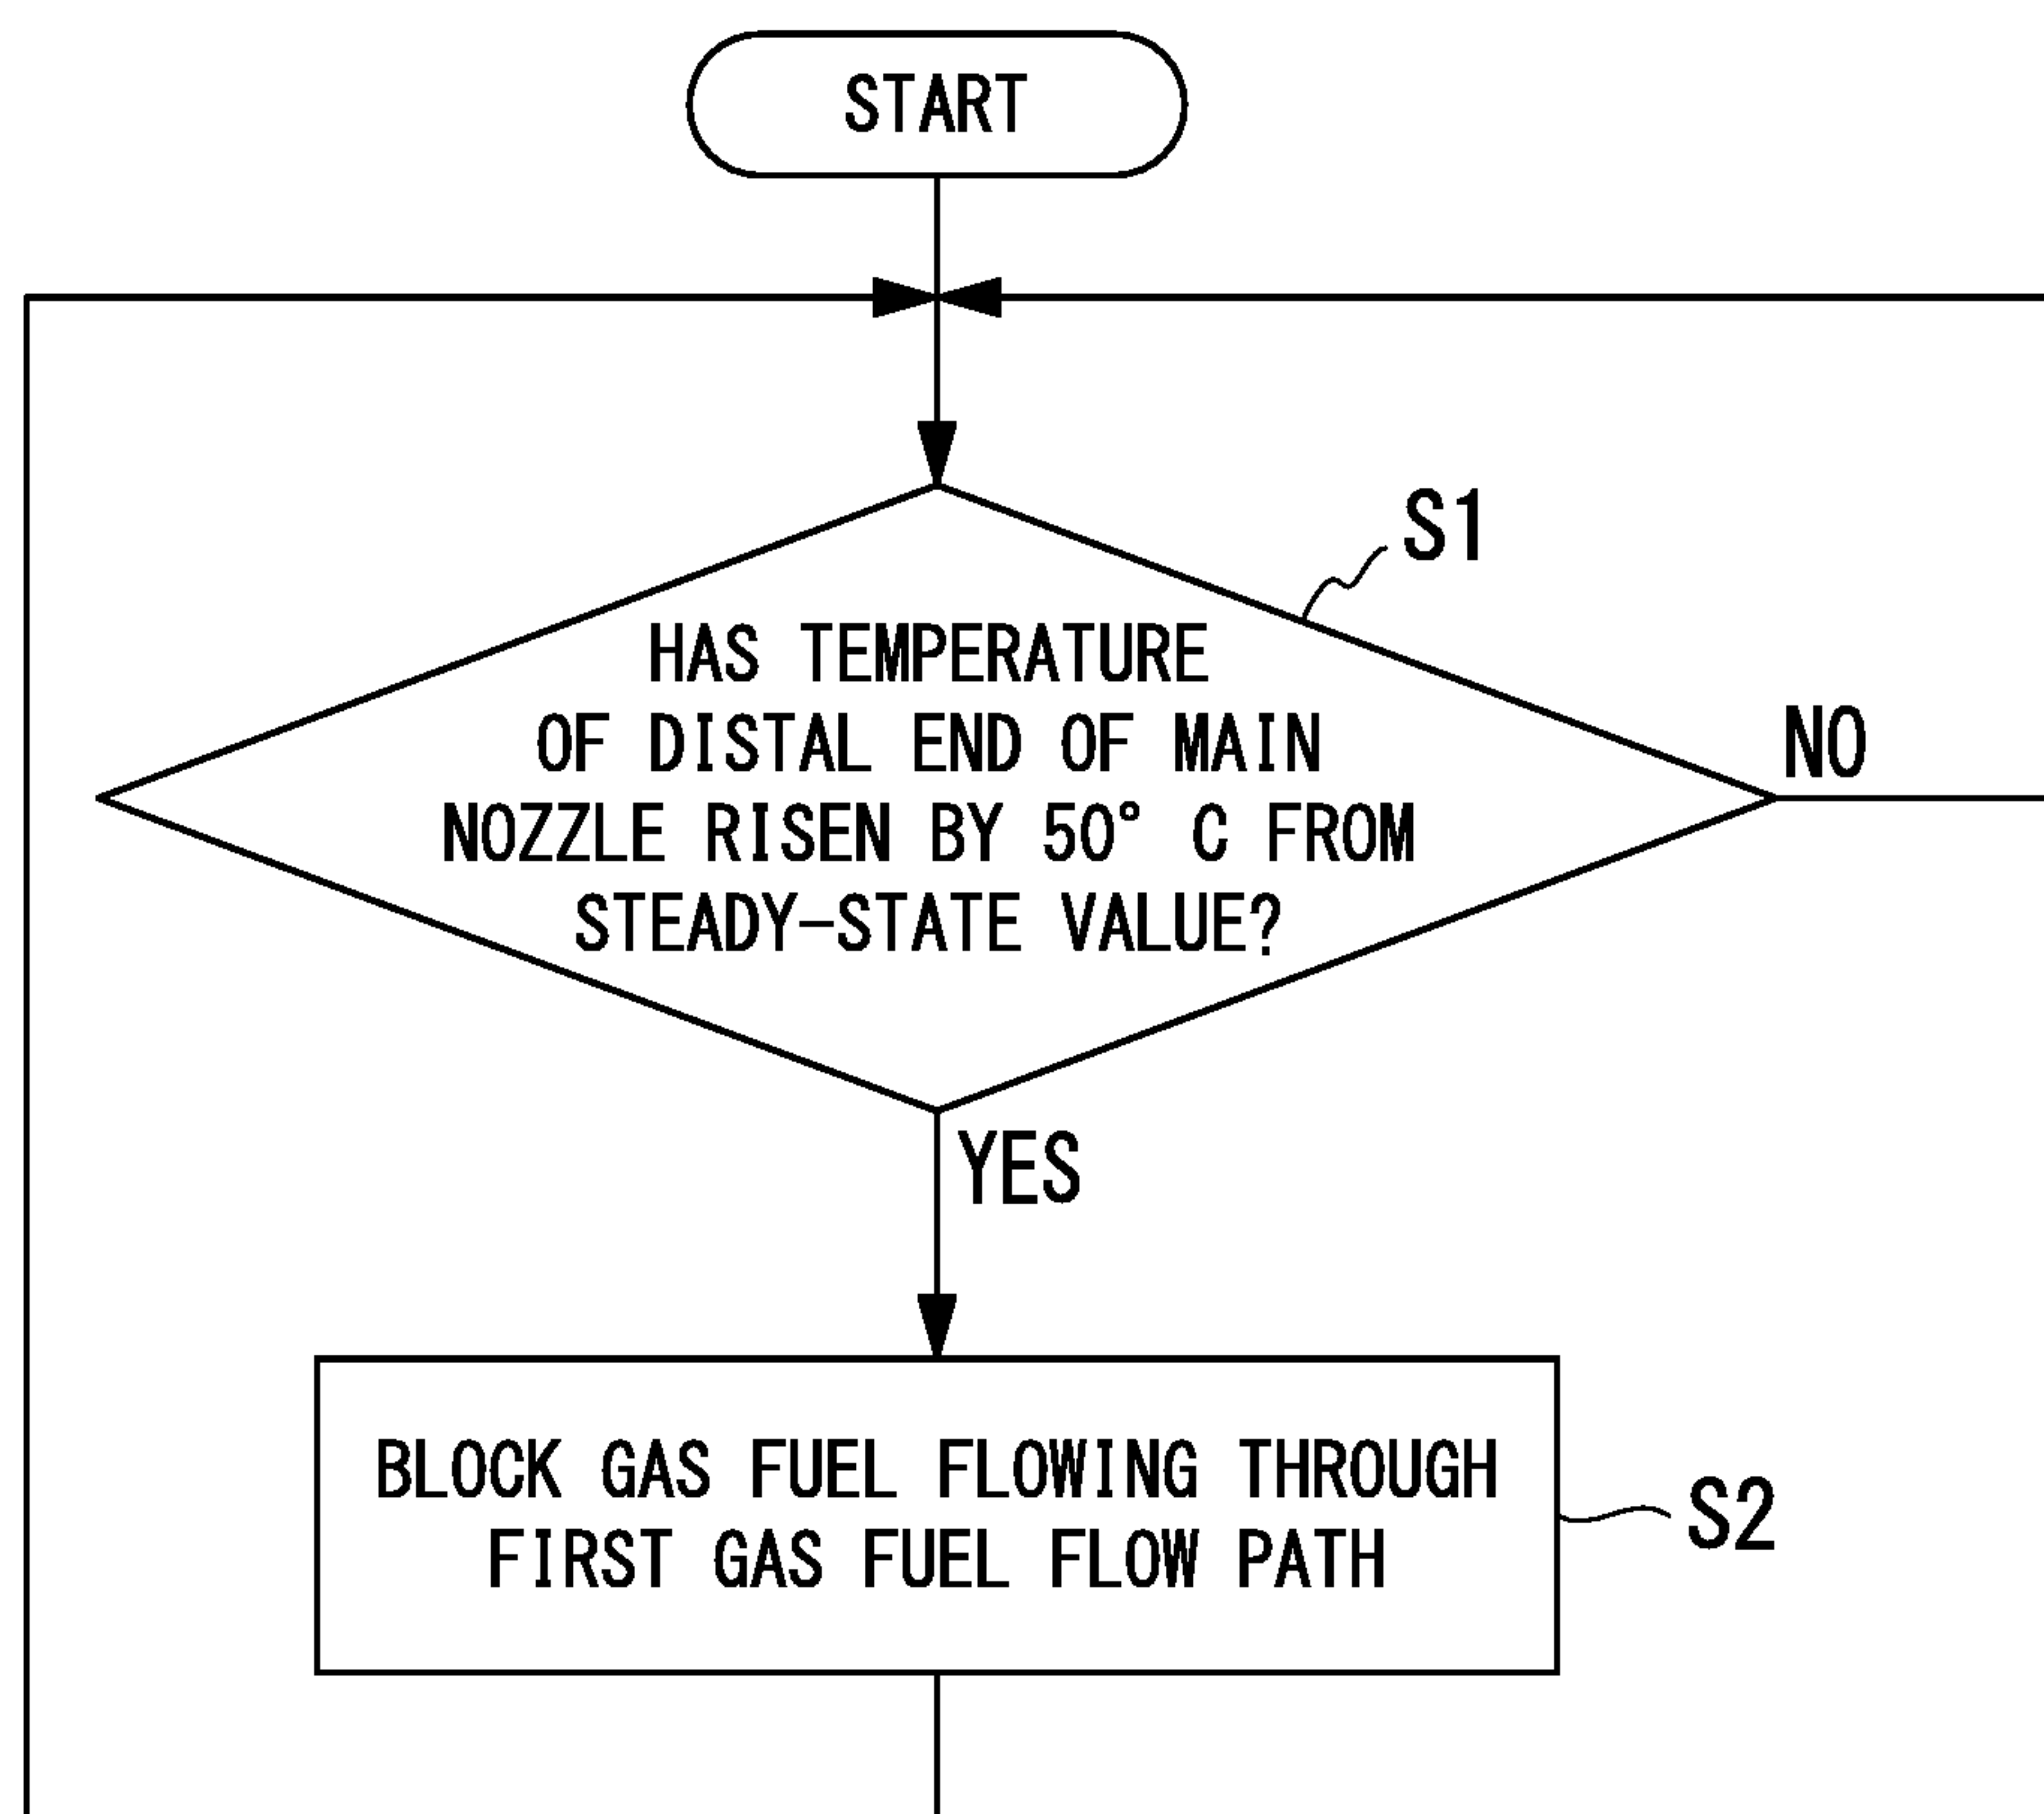 START
S1
HAS TEMPERATURE
OF DISTAL END OF MAIN
NOZZLE RISEN BY 50° C FROM
STEADY-STATE VALUE?
NO
YES
BLOCK GAS FUEL FLOWING THROUGH
FIRST GAS FUEL FLOW PATH
S2